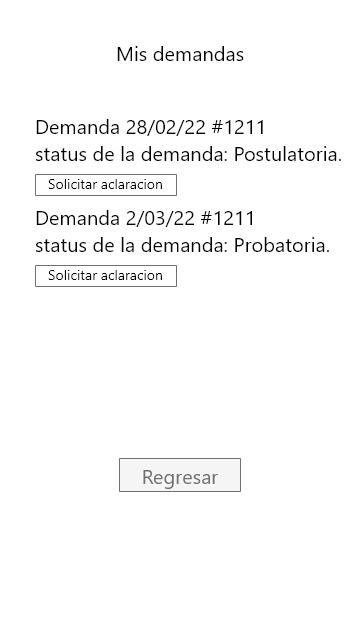 Mis demandas
Demanda 28/02/22 #1211
status de la demanda: Postulatoria.
Solicitar aclaracion
Demanda 2/03/22 #1211
status de la demanda: Probatoria.
Solicitar aclaracion
Regresar